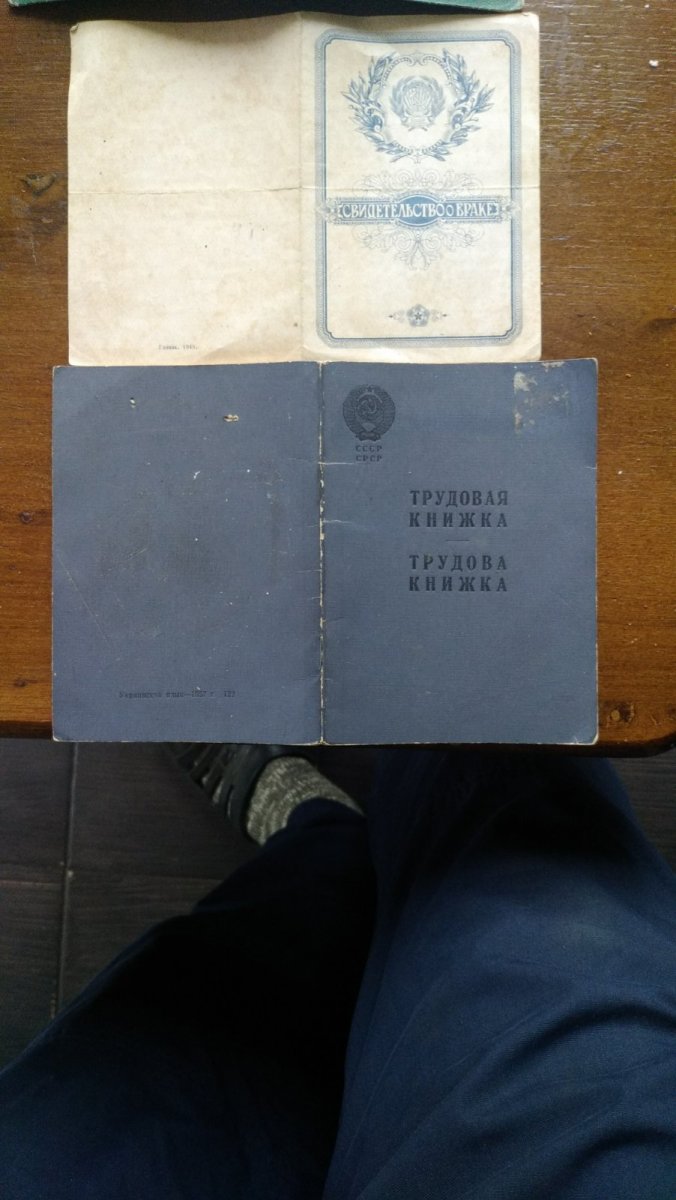 СВИДЕТЕЛЬСТВО о БРАКЕ
СССР
СРСР
ТРУДОВАЯ
КНИЖКА
ТРУДОВА
КНИЖКА